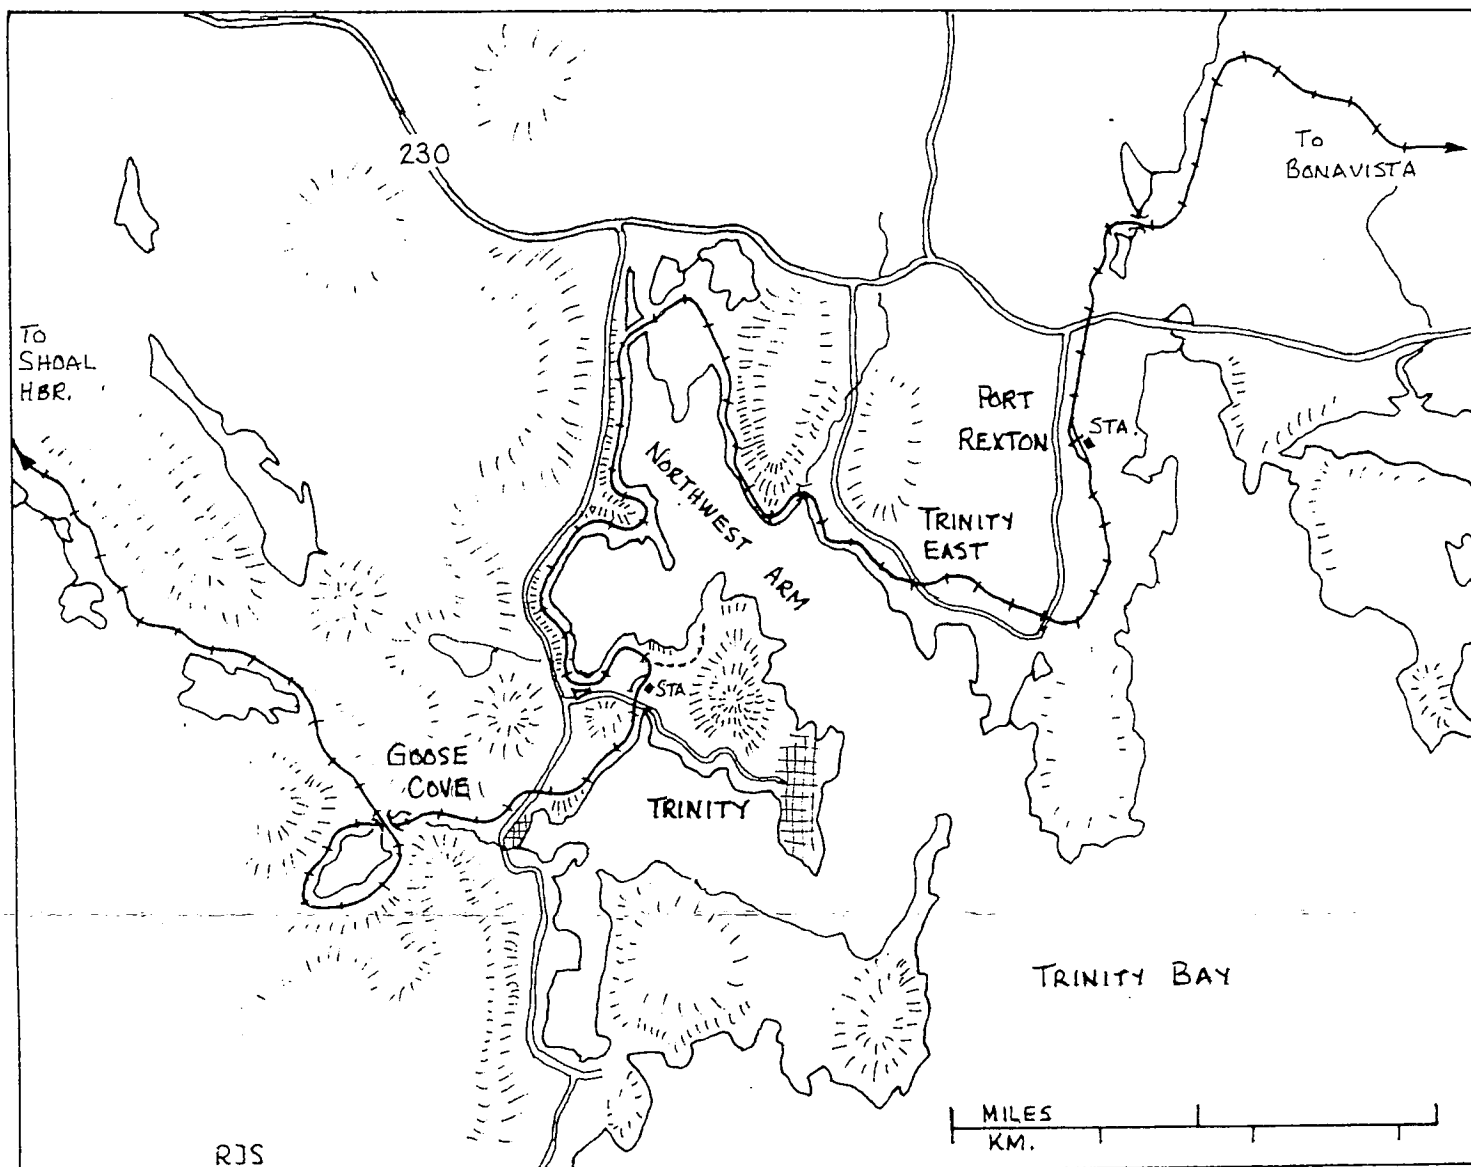 230
To
BONAVISTA
TO
SHOAL
HBR.
PORT
REXTON
STA.
NORTHWEST
ARM
TRINITY
EAST
STA
GOOSE
COVE
TRINITY
TRINITY BAY
MILES
KM.
RJS